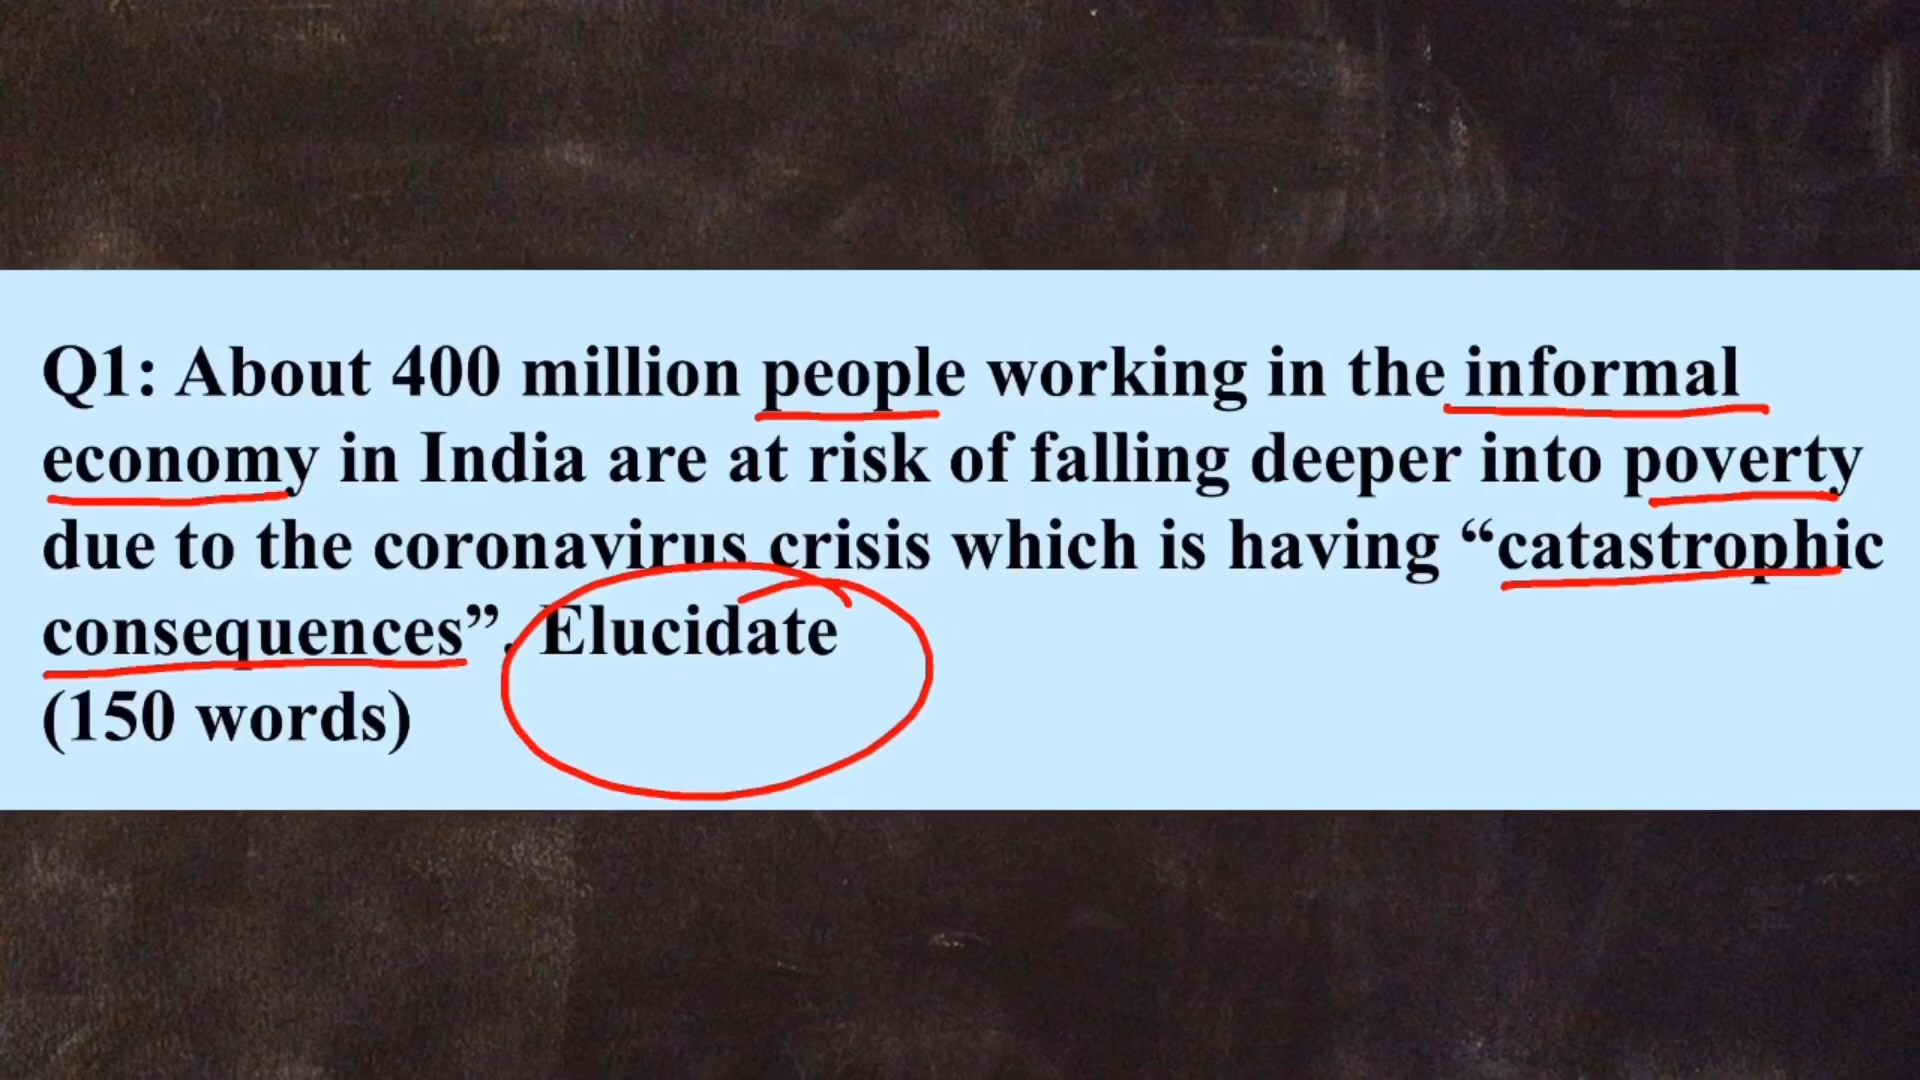 Q1: About 400 million people working in the informal
economy in India are at risk of falling deeper into poverty
due to the coronavirus crisis which is having “catastrophic
consequences”. Elucidate
(150 words)